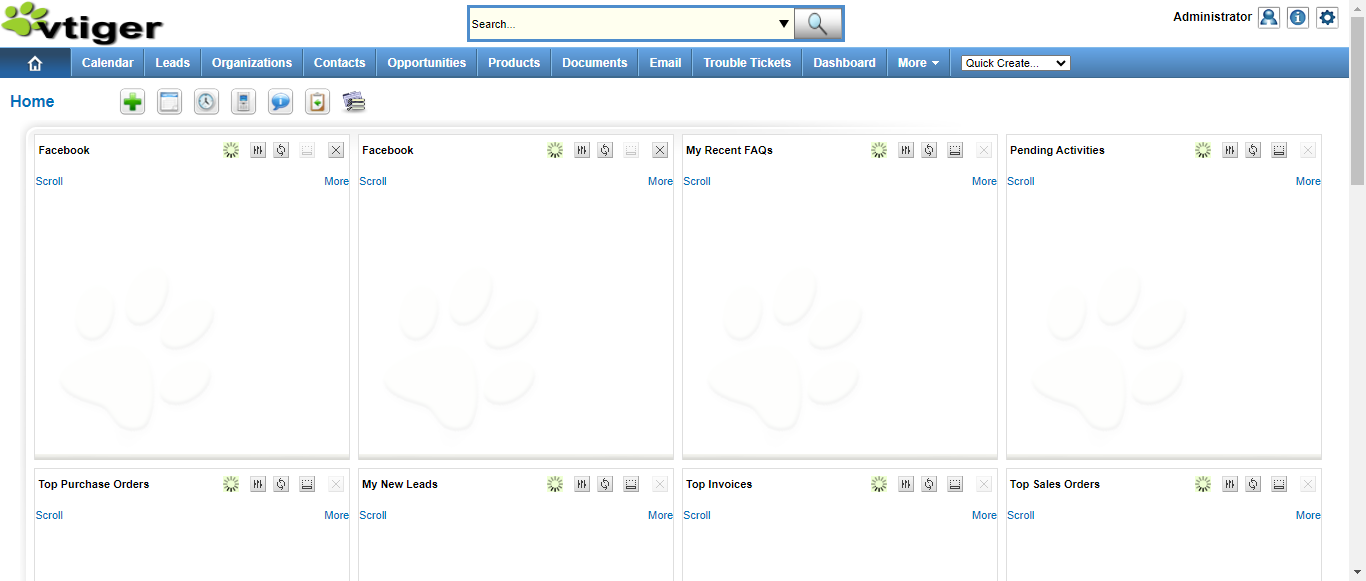 vtiger
Search...
Administrator
Calendar Leads Organizations Contacts Opportunities Products Documents Email Trouble Tickets Dashboard More Quick Create...
Home
Facebook Facebook My Recent FAQs Pending Activities
Scroll More Scroll More Scroll More Scroll More
Top Purchase Orders My New Leads Top Invoices Top Sales Orders
Scroll More Scroll More Scroll More Scroll More